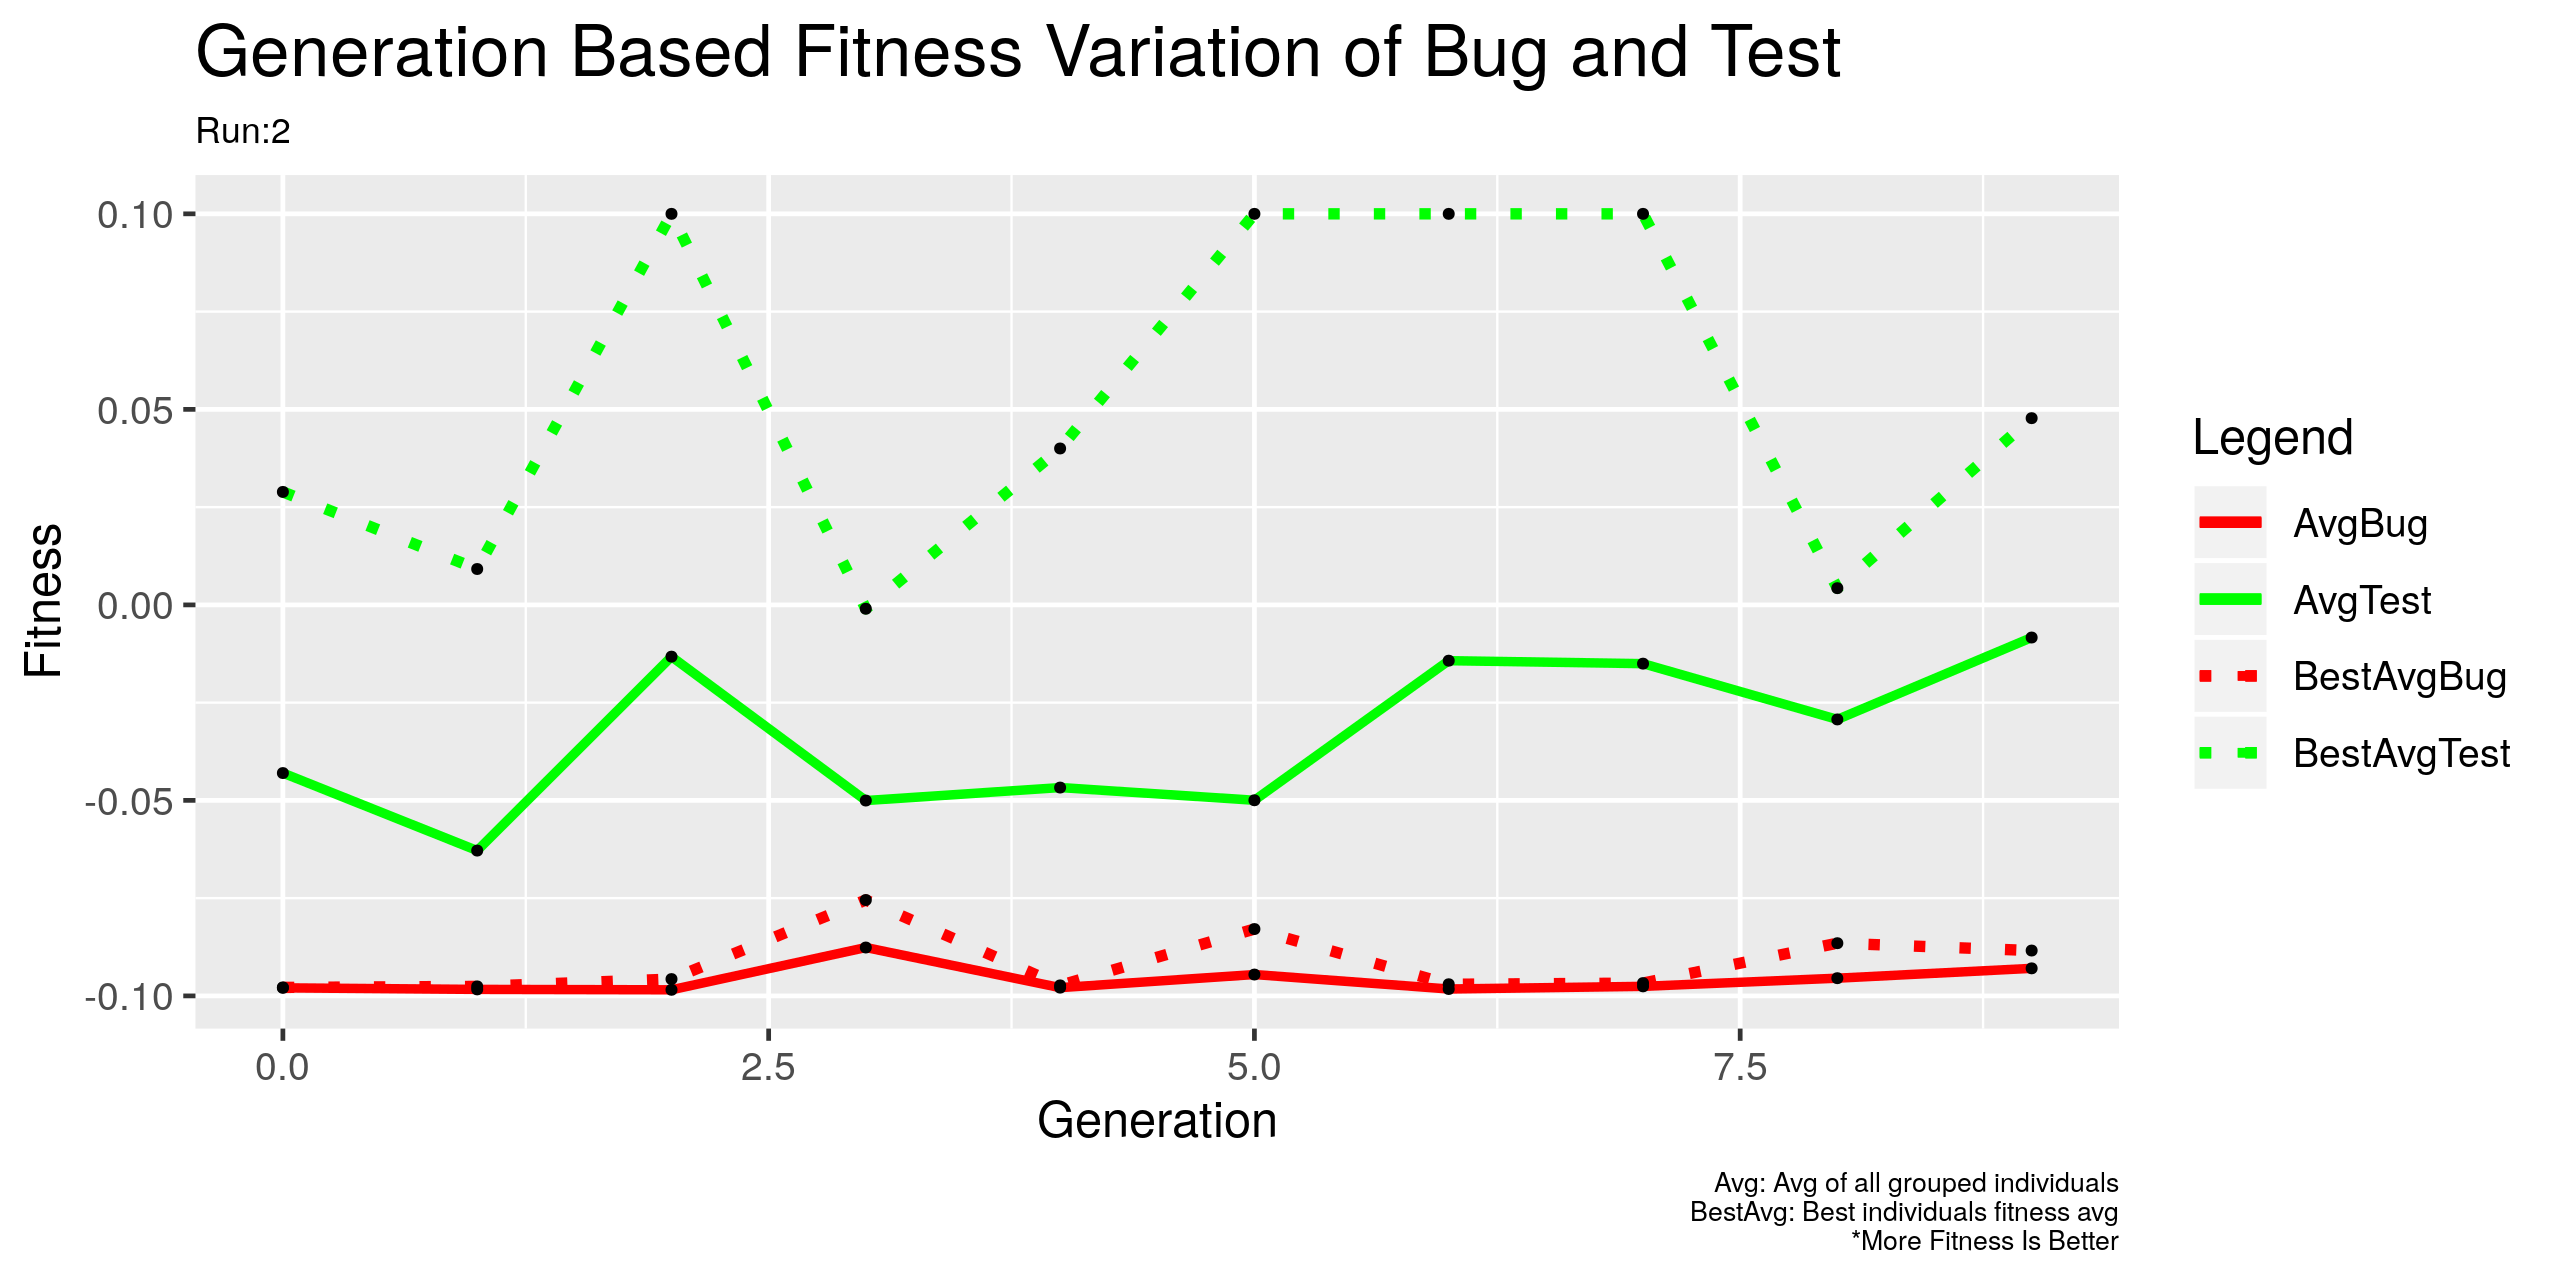 Generation Based Fitness Variation of Bug and Test
Run:2
0.10
0.05
0.00
-0.05
-0.10
Fitness
0.0
2.5
5.0
7.5
Generation
Legend
AvgBug
AvgTest
BestAvgBug
BestAvgTest
Avg: Avg of all grouped individuals
BestAvg: Best individuals fitness avg
*More Fitness Is Better